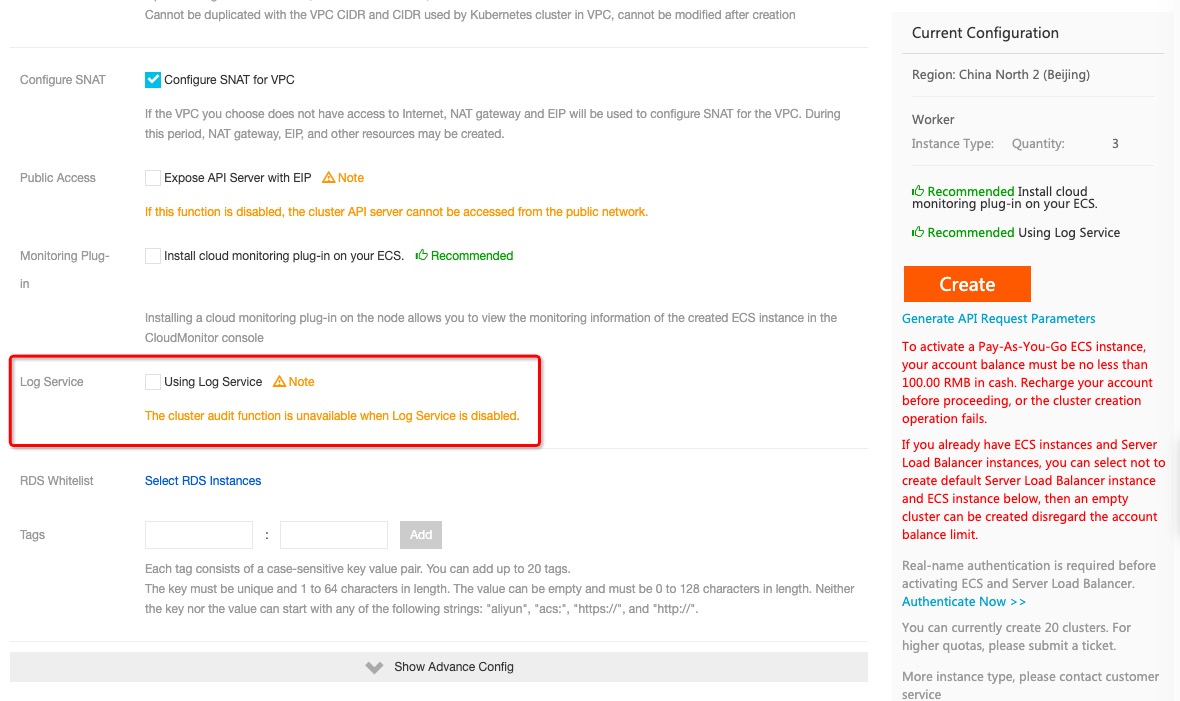 Cannot be duplicated with the VPC CIDR and CIDR used by Kubernetes cluster in VPC, cannot be modified after creation
Configure SNAT
Configure SNAT for VPC
If the VPC you choose does not have access to Internet, NAT gateway and EIP will be used to configure SNAT for the VPC. During
this period, NAT gateway, EIP, and other resources may be created.
Public Access
Expose API Server with EIP Note
If this function is disabled, the cluster API server cannot be accessed from the public network.
Monitoring Plug-
in
Install cloud monitoring plug-in on your ECS. Recommended
Installing a cloud monitoring plug-in on the node allows you to view the monitoring information of the created ECS instance in the
CloudMonitor console
Log Service
Using Log Service Note
The cluster audit function is unavailable when Log Service is disabled.
RDS Whitelist
Select RDS Instances
Tags
:
Add
Each tag consists of a case-sensitive key value pair. You can add up to 20 tags.
The key must be unique and 1 to 64 characters in length. The value can be empty and must be 0 to 128 characters in length. Neither
the key nor the value can start with any of the following strings: "aliyun", "acs:", "https://", and "http://".
Show Advance Config
Current Configuration
Region: China North 2 (Beijing)
Worker
Instance Type: Quantity: 3
Recommended Install cloud
monitoring plug-in on your ECS.
Recommended Using Log Service
Create
Generate API Request Parameters
To activate a Pay-As-You-Go ECS instance,
your account balance must be no less than
100.00 RMB in cash. Recharge your account
before proceeding, or the cluster creation
operation fails.
If you already have ECS instances and Server
Load Balancer instances, you can select not to
create default Server Load Balancer instance
and ECS instance below, then an empty
cluster can be created disregard the account
balance limit.
Real-name authentication is required before
activating ECS and Server Load Balancer.
Authenticate Now >>
You can currently create 20 clusters. For
higher quotas, please submit a ticket.
More instance type, please contact customer
service